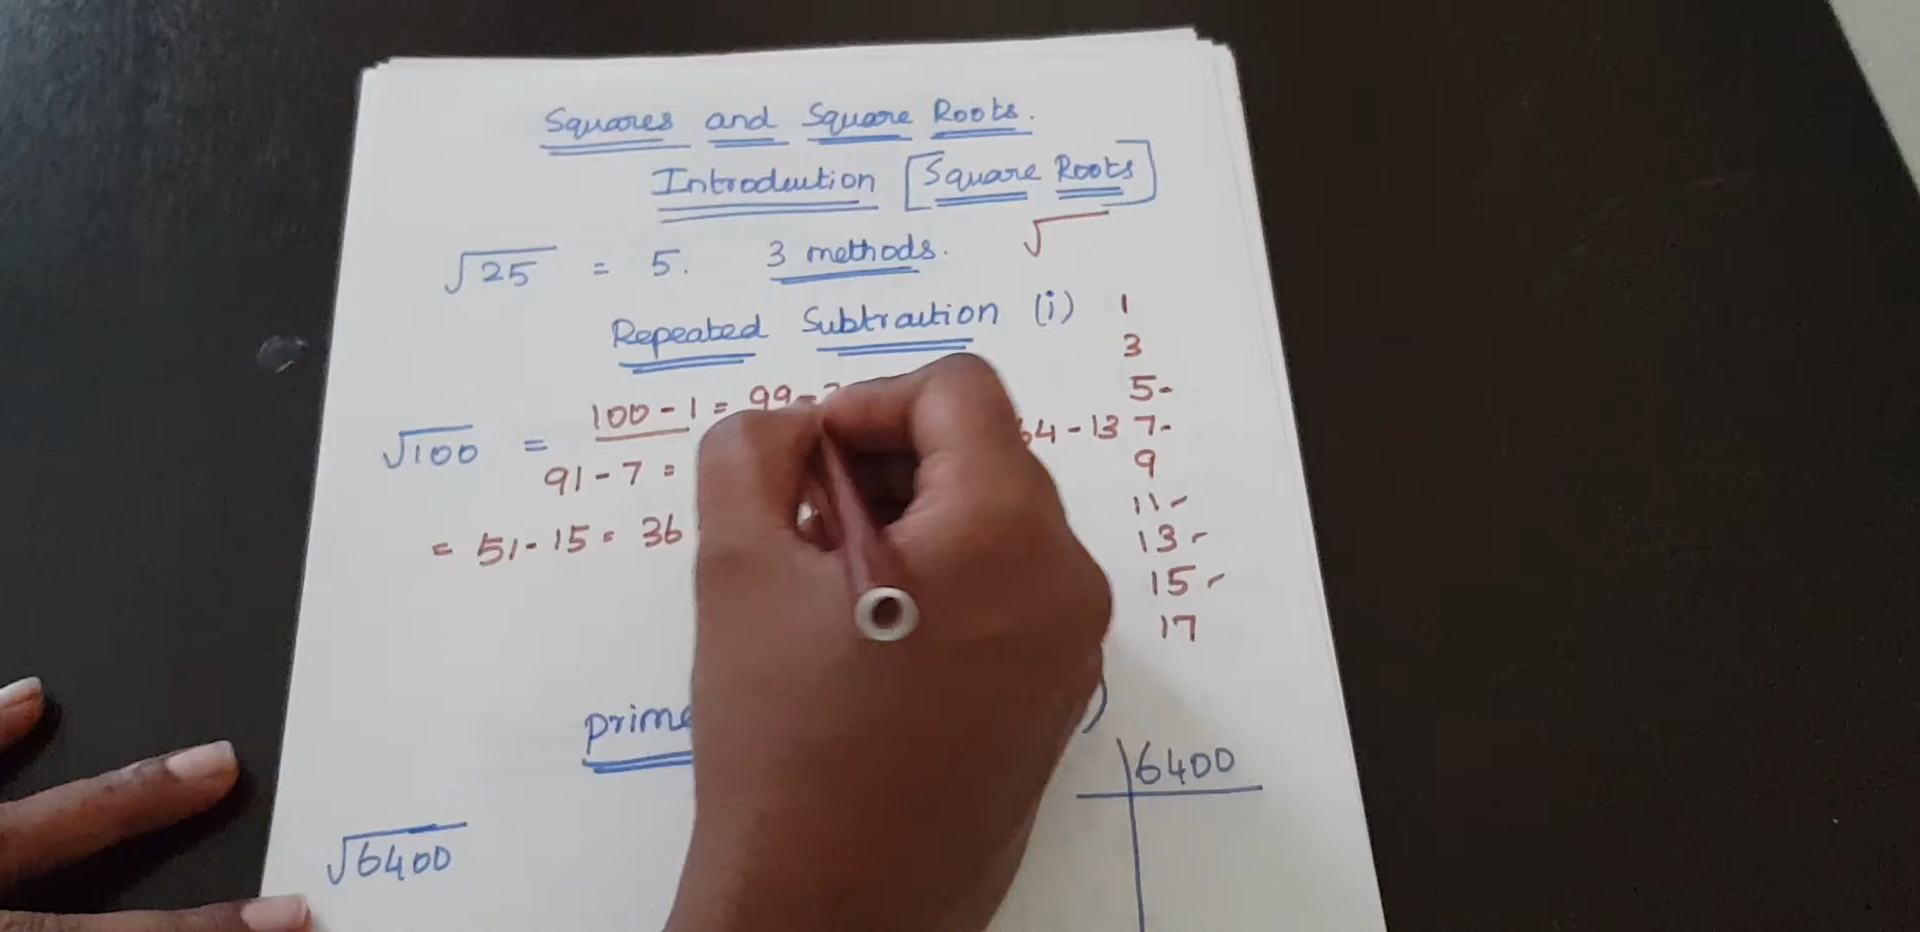 Squares and Square Roots.
Introduction [Square Roots]
√25 = 5. 3 methods. √
Repeated Subtraction (i) 1
3
5-
√100 = 100 - 1 = 99 -
64 - 13 7-
91 - 7 = 9
11-
= 51 - 15 = 36 13-
15-
17
prime )
6400
√6400